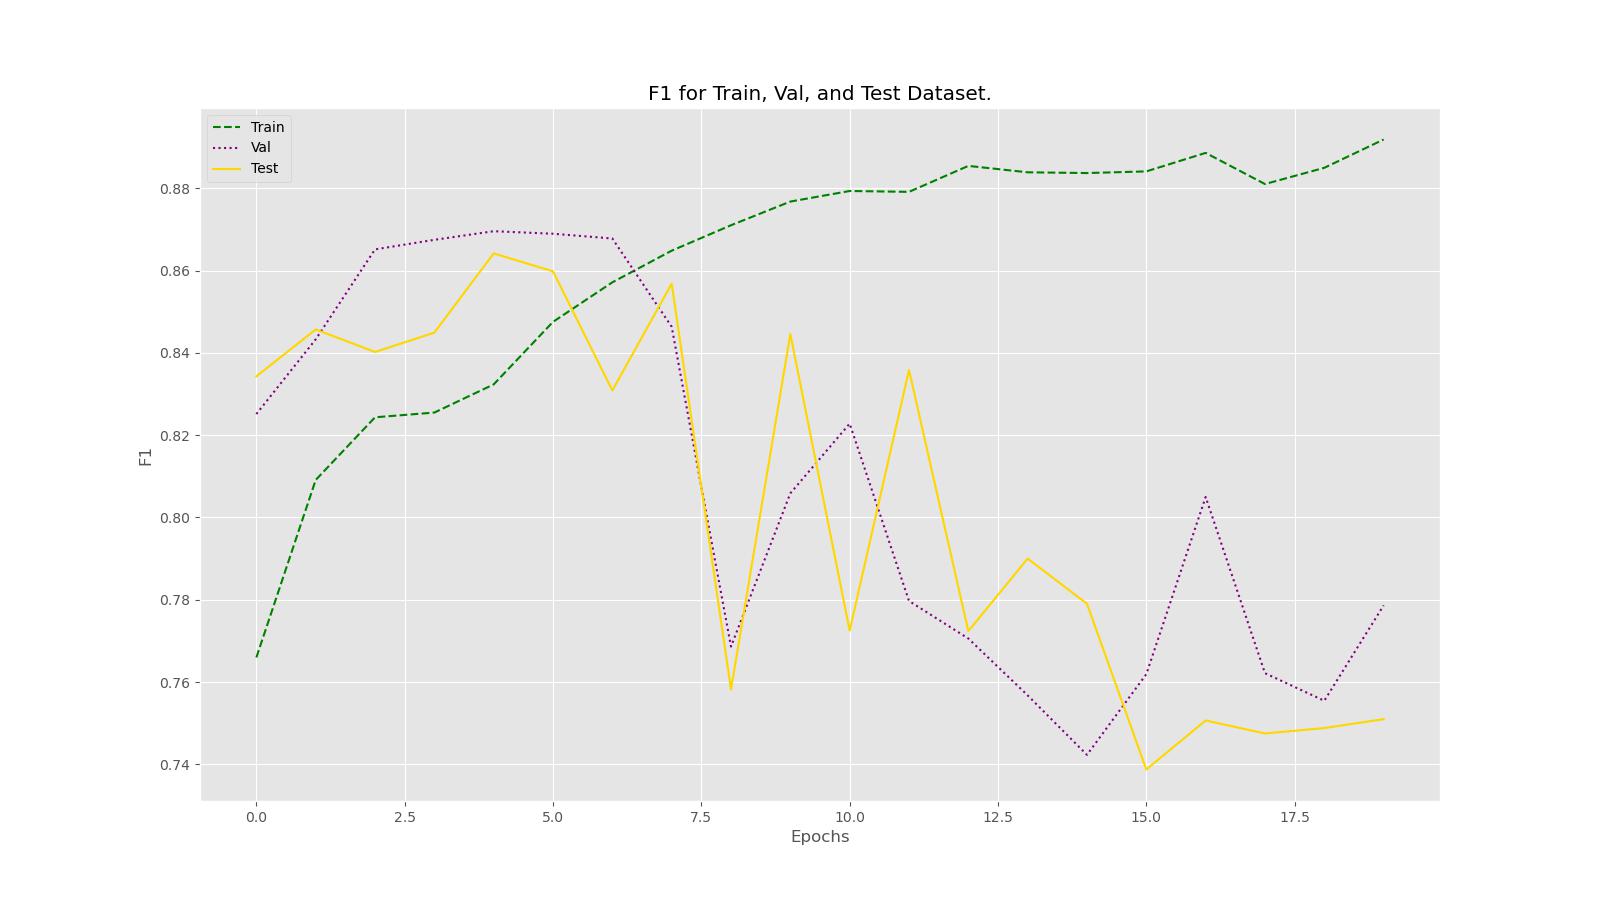 F1 for Train, Val, and Test Dataset.
Train
Val
Test
0.88
0.86
0.84
0.82
0.80
0.78
0.76
0.74
F1
0.0 2.5 5.0 7.5 10.0 12.5 15.0 17.5
Epochs